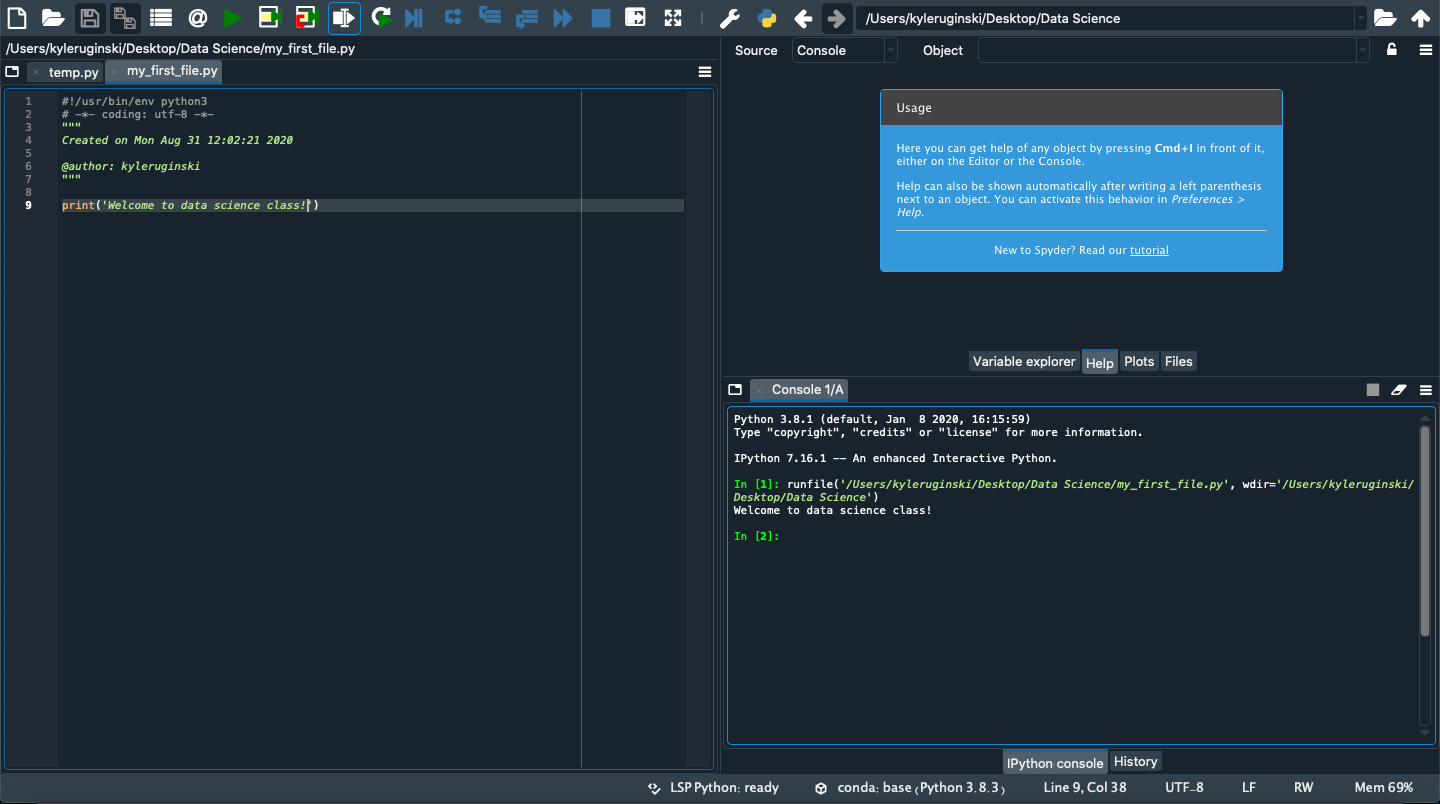 /Users/kyleruginski/Desktop/Data Science
/Users/kyleruginski/Desktop/Data Science/my_first_file.py
temp.py
my_first_file.py
1 #!/usr/bin/env python3
2 # -*- coding: utf-8 -*-
3 """
4 Created on Mon Aug 31 12:02:21 2020
5
6 @author: kyleruginski
7 """
8
9 print('Welcome to data science class!')
Source Console Object
Usage
Here you can get help of any object by pressing Cmd+I in front of it,
either on the Editor or the Console.
Help can also be shown automatically after writing a left parenthesis
next to an object. You can activate this behavior in Preferences >
Help.
New to Spyder? Read our tutorial
Variable explorer Help Plots Files
Console 1/A
Python 3.8.1 (default, Jan  8 2020, 16:15:59)
Type "copyright", "credits" or "license" for more information.
IPython 7.16.1 -- An enhanced Interactive Python.
In [1]: runfile('/Users/kyleruginski/Desktop/Data Science/my_first_file.py', wdir='/Users/kyleruginski/
Desktop/Data Science')
Welcome to data science class!
In [2]:
IPython console History
LSP Python: ready conda: base (Python 3.8.3) Line 9, Col 38 UTF-8 LF RW Mem 69%